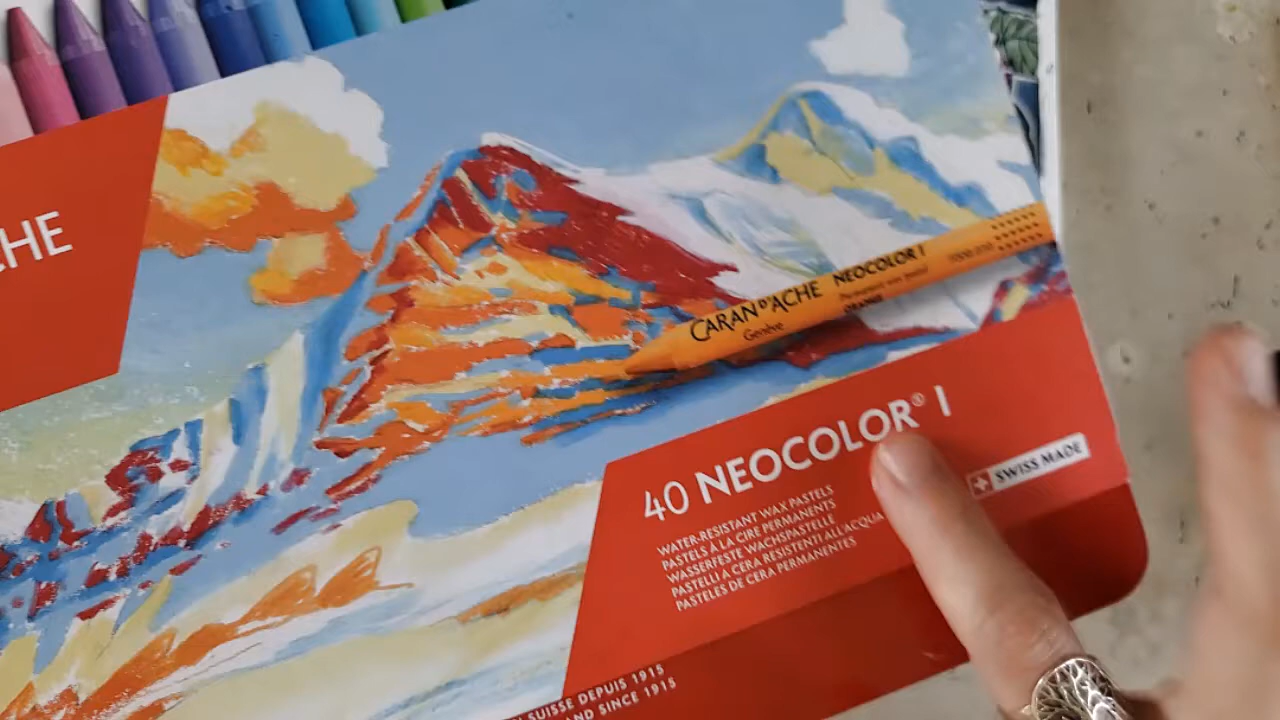 CHE
CARAN D'ACHE NEOCOLOR I
Genève
ORANGE
40 NEOCOLOR® I
WATER-RESISTANT WAX PASTELS
PASTELS À LA CIRE PERMANENTS
WASSERFESTE WACHSPASTELLE
PASTELLI A CERA RESISTENTI ALL'ACQUA
PASTELES DE CERA PERMANENTES
SWISS MADE
SUISSE DEPUIS 1915
AND SINCE 1915